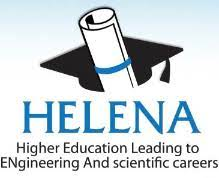 HELENA
Higher Education Leading to
ENgineering And scientific careers